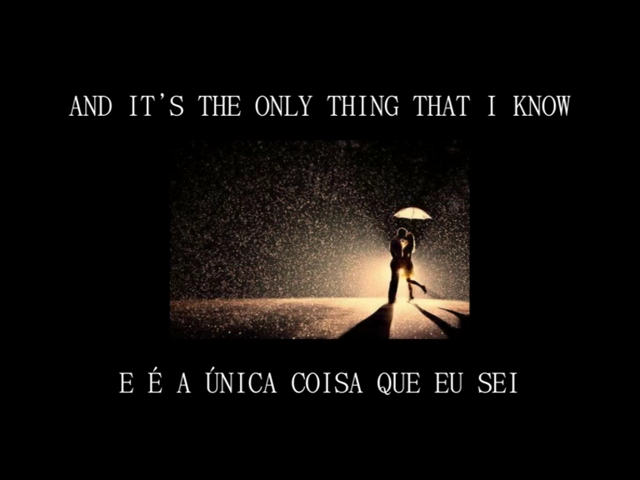 AND IT'S THE ONLY THING THAT I KNOW
E É A ÚNICA COISA QUE EU SEI